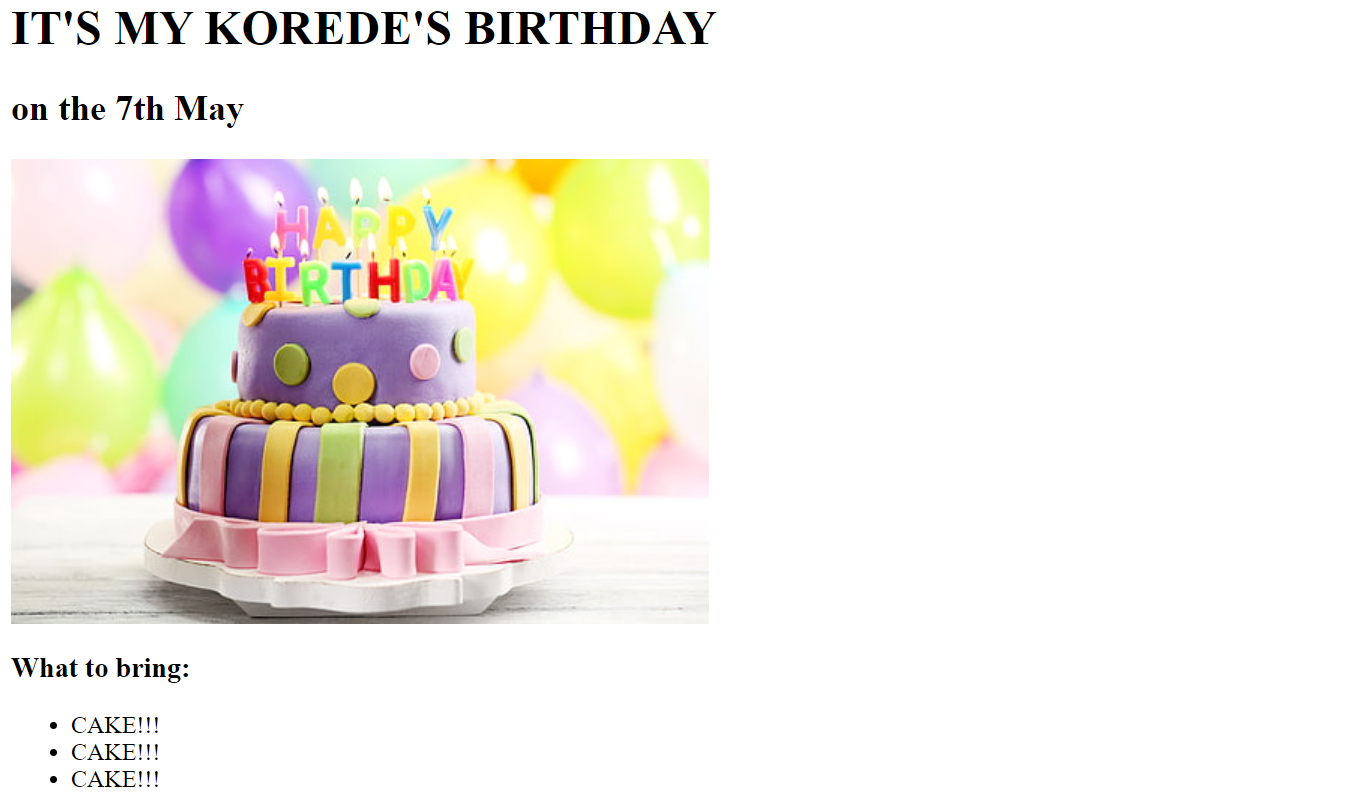 IT'S MY KOREDE'S BIRTHDAY
on the 7th May
HAPPY
BIRTHDAY
What to bring:
CAKE!!!
CAKE!!!
CAKE!!!